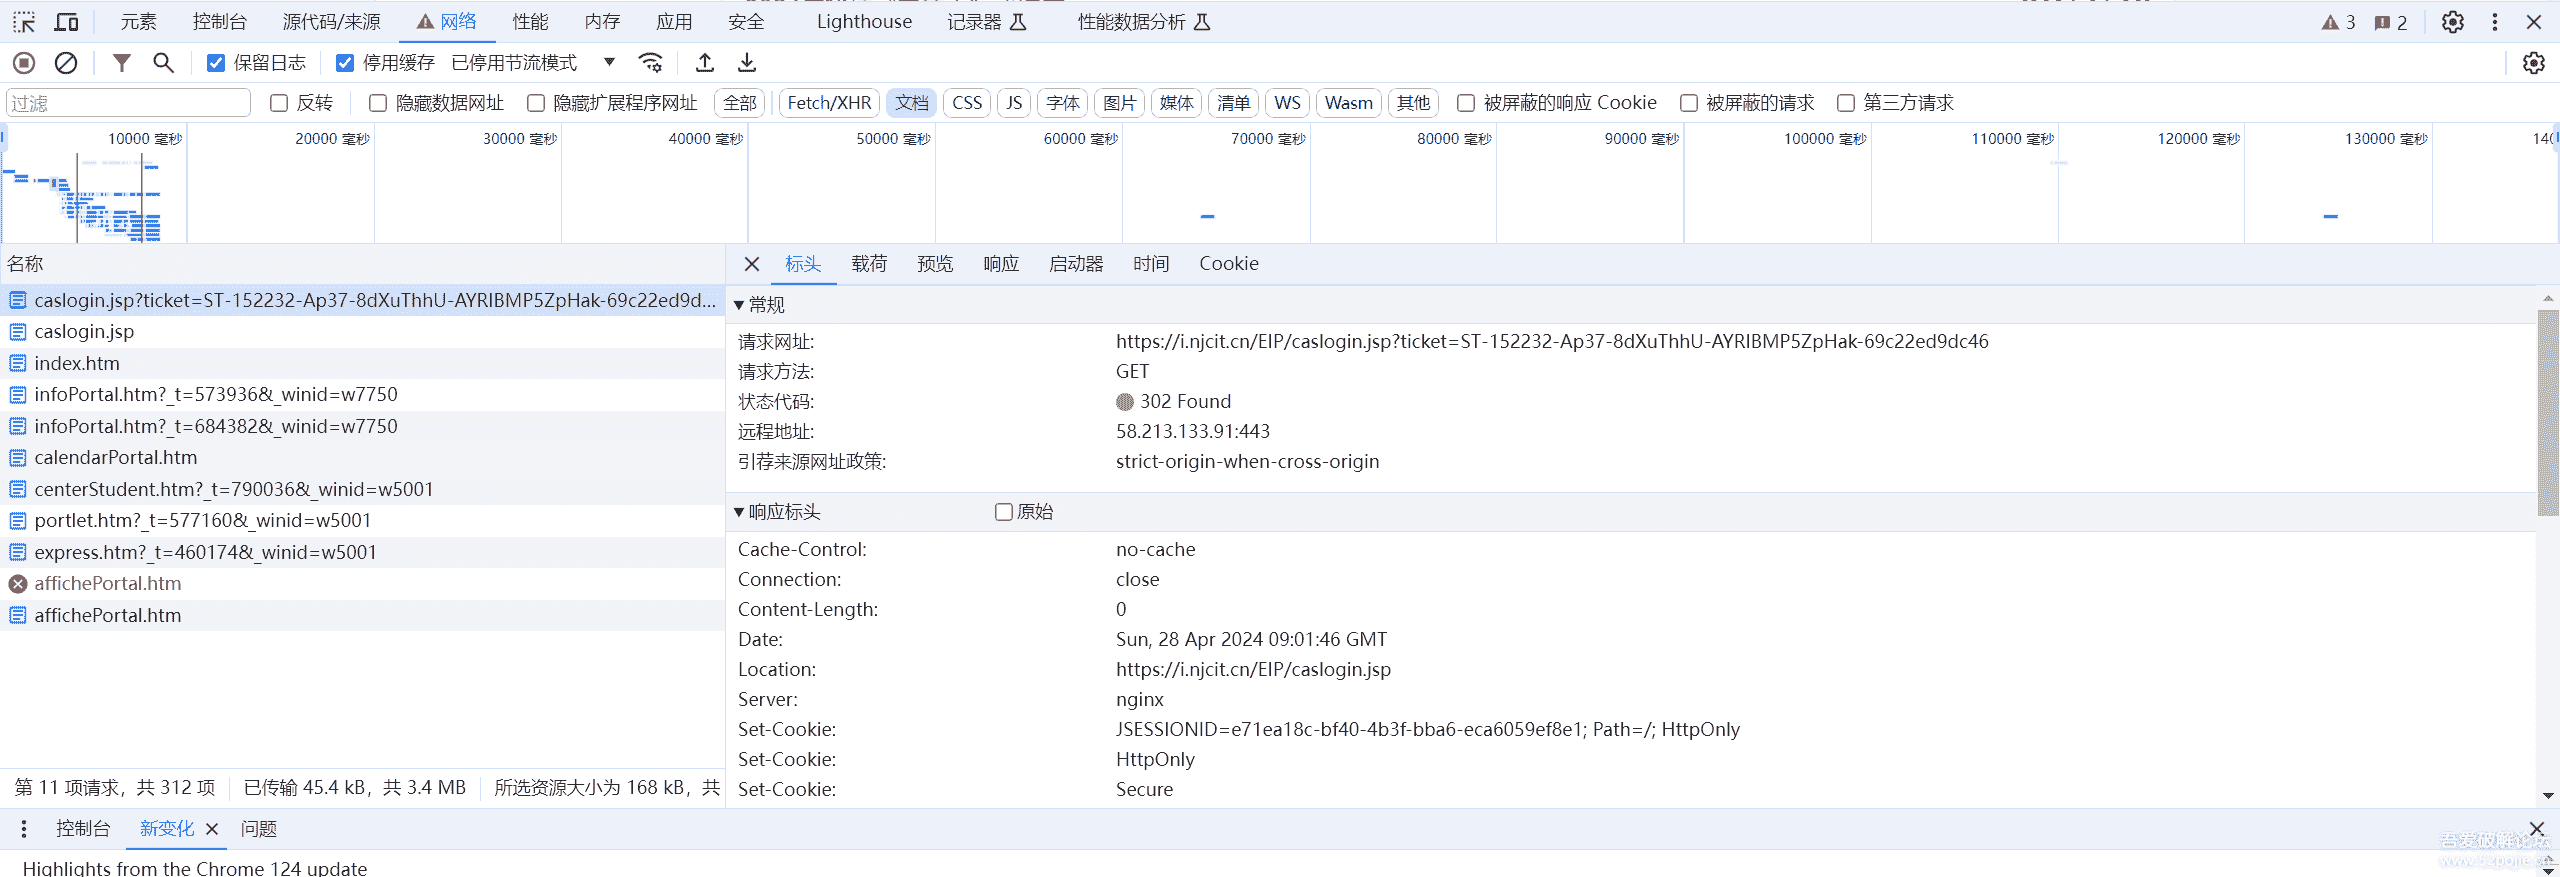 元素 控制台 源代码/来源 网络 性能 内存 应用 安全 Lighthouse 记录器 性能数据分析 3 2
保留日志 停用缓存 已停用节流模式
过滤 反转 隐藏数据网址 隐藏扩展程序网址 全部 Fetch/XHR 文档 CSS JS 字体 图片 媒体 清单 WS Wasm 其他 被屏蔽的响应 Cookie 被屏蔽的请求 第三方请求
10000 毫秒 20000 毫秒 30000 毫秒 40000 毫秒 50000 毫秒 60000 毫秒 70000 毫秒 80000 毫秒 90000 毫秒 100000 毫秒 110000 毫秒 120000 毫秒 130000 毫秒
名称
caslogin.jsp?ticket=ST-152232-Ap37-8dXuThhU-AYRIBMP5ZpHak-69c22ed9d...
caslogin.jsp
index.htm
infoPortal.htm?_t=573936&_winid=w7750
infoPortal.htm?_t=684382&_winid=w7750
calendarPortal.htm
centerStudent.htm?_t=790036&_winid=w5001
portlet.htm?_t=577160&_winid=w5001
express.htm?_t=460174&_winid=w5001
affichePortal.htm
affichePortal.htm
第 11 项请求，共 312 项 已传输 45.4 kB，共 3.4 MB 所选资源大小为 168 kB，共
标头 载荷 预览 响应 启动器 时间 Cookie
常规
请求网址: https://i.njcit.cn/EIP/caslogin.jsp?ticket=ST-152232-Ap37-8dXuThhU-AYRIBMP5ZpHak-69c22ed9dc46
请求方法: GET
状态代码: 302 Found
远程地址: 58.213.133.91:443
引荐来源网址政策: strict-origin-when-cross-origin
响应标头 原始
Cache-Control: no-cache
Connection: close
Content-Length: 0
Date: Sun, 28 Apr 2024 09:01:46 GMT
Location: https://i.njcit.cn/EIP/caslogin.jsp
Server: nginx
Set-Cookie: JSESSIONID=e71ea18c-bf40-4b3f-bba6-eca6059ef8e1; Path=/; HttpOnly
Set-Cookie: HttpOnly
Set-Cookie: Secure
控制台 新变化 问题
Highlights from the Chrome 124 update
吾爱破解论坛
www.52pojie.cn